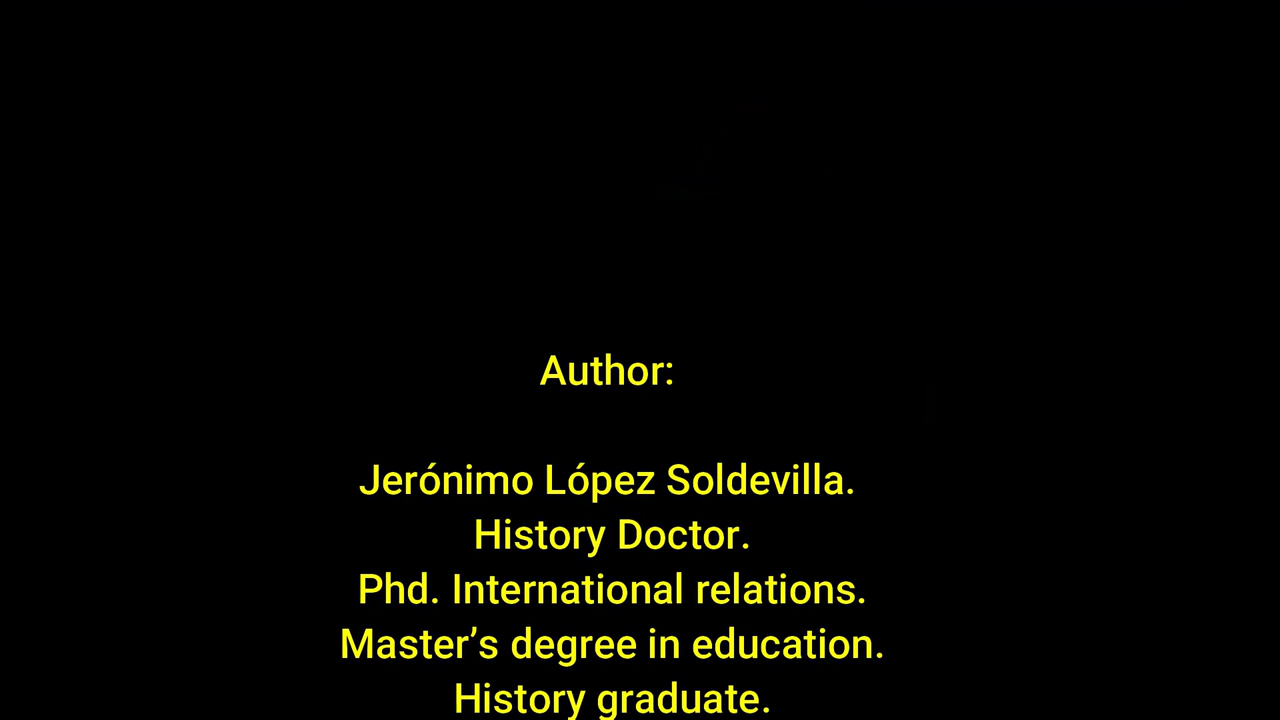 Author:
Jerónimo López Soldevilla.
History Doctor.
Phd. International relations.
Master’s degree in education.
History graduate.